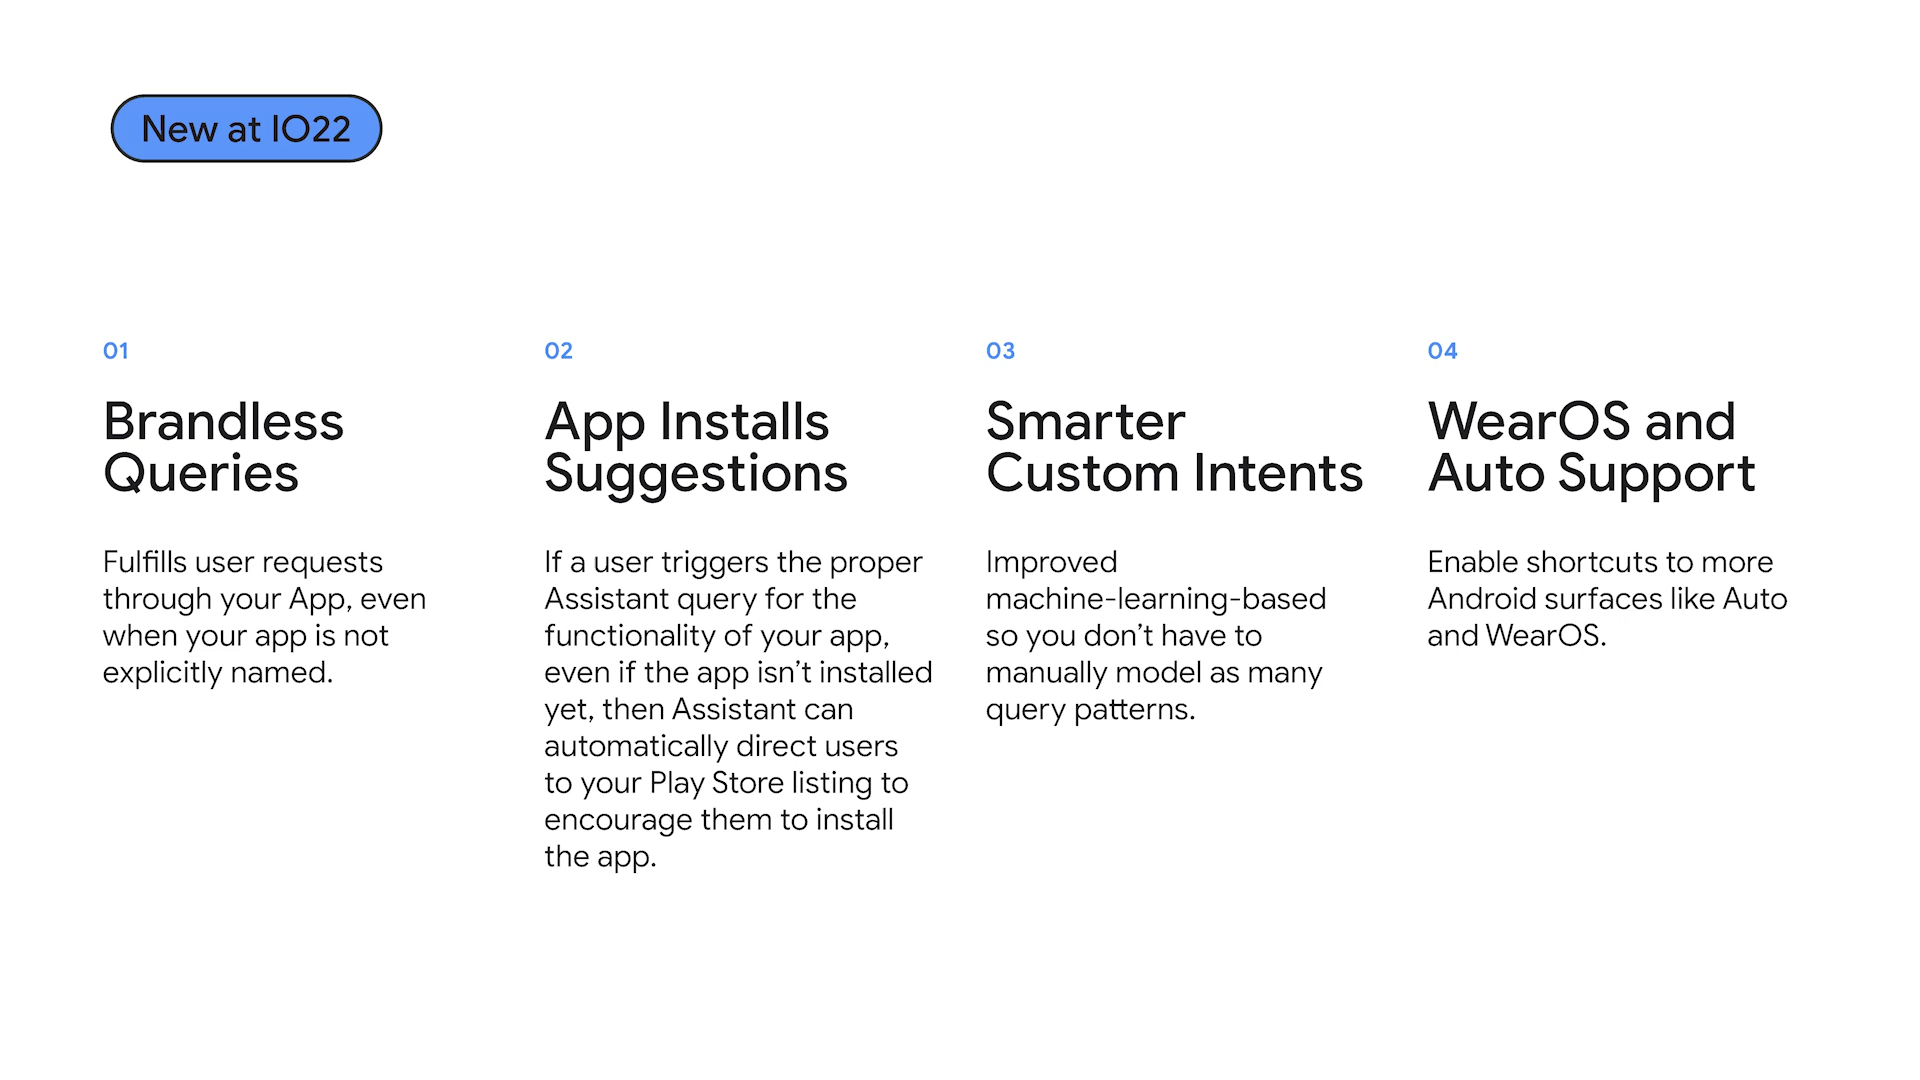 New at IO22
01
Brandless
Queries
Fulfills user requests
through your App, even
when your app is not
explicitly named.
02
App Installs
Suggestions
If a user triggers the proper
Assistant query for the
functionality of your app,
even if the app isn’t installed
yet, then Assistant can
automatically direct users
to your Play Store listing to
encourage them to install
the app.
03
Smarter
Custom Intents
Improved
machine-learning-based
so you don’t have to
manually model as many
query patterns.
04
WearOS and
Auto Support
Enable shortcuts to more
Android surfaces like Auto
and WearOS.